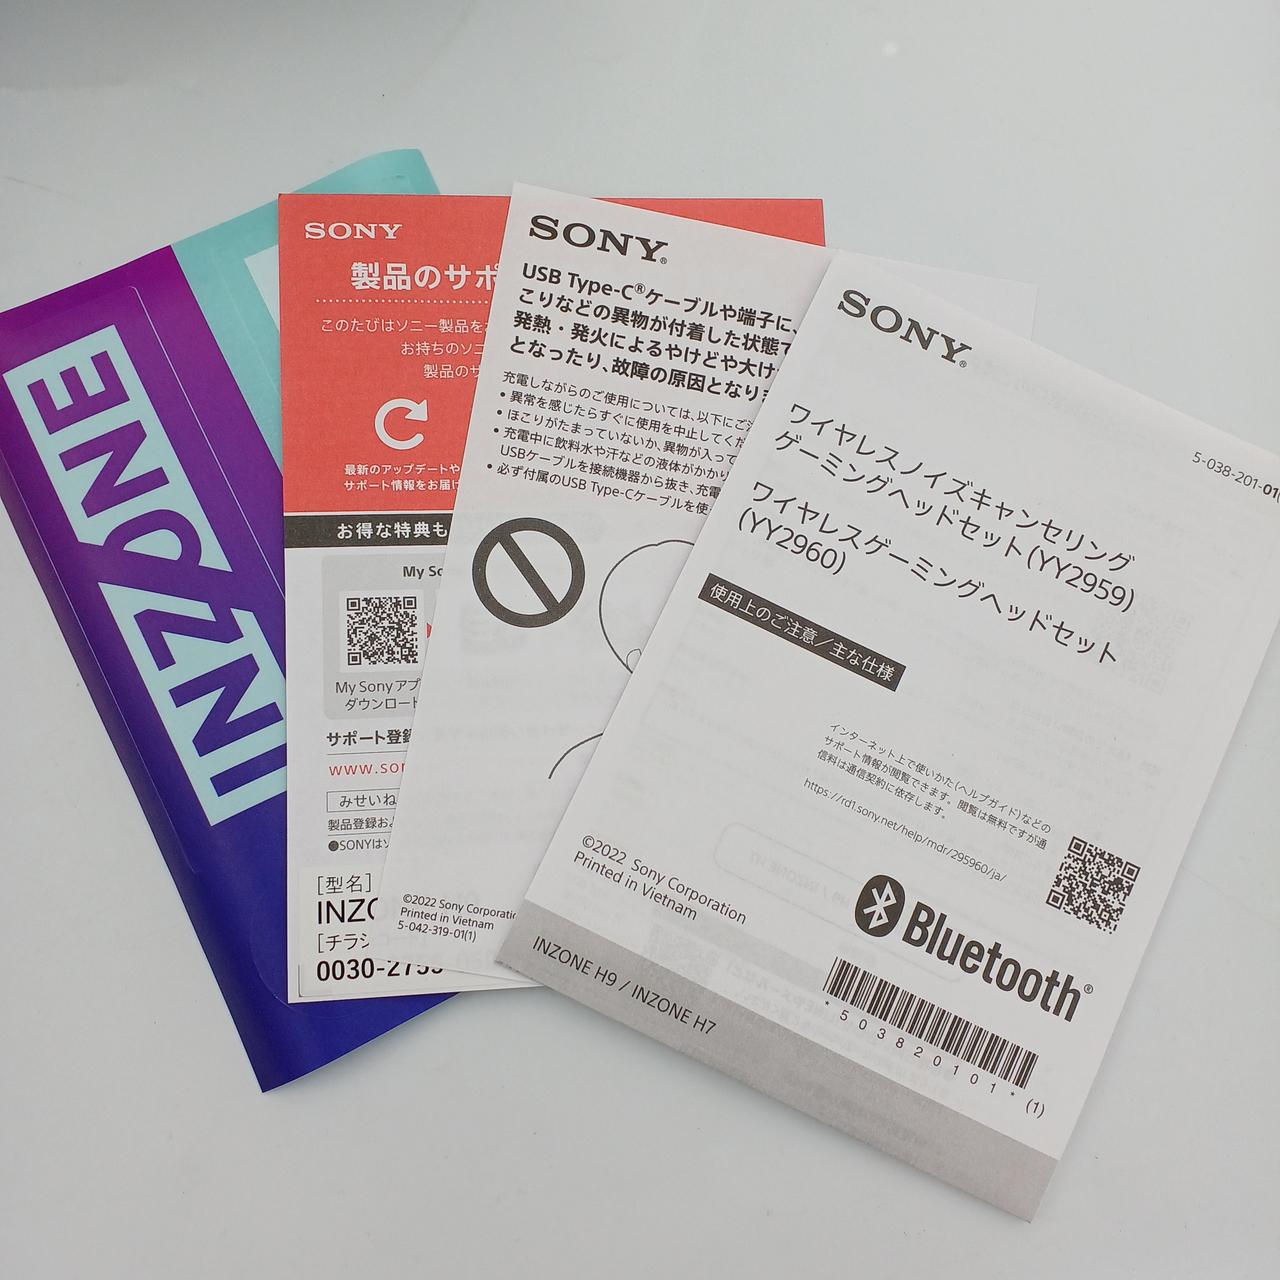 INZONE
SONY
製品のサポ
このたびはソニー製品を
お持ちのソニ
製品のサ
最新のアップデートや
サポート情報をお届け
お得な特典も
My So
My Sony アプ
ダウンロード
サポート登録
www.son
みせいね
製品登録およ
●SONYはソ
[型名]
INZO
[チラシ
0030-2755
SONY®
USB Type-C®ケーブルや端子に、
こりなどの異物が付着した状態で
発熱・発火によるやけどや大け
となったり、故障の原因となりま
充電しながらのご使用については、以下にご注
• 異常を感じたらすぐに使用を中止してくだ
• ほこりがたまっていないか、異物が入って
• 充電中に飲料水や汗などの液体がかかり
USBケーブルを接続機器から抜き、充電
• 必ず付属のUSB Type-Cケーブルを使
©2022 Sony Corporatio
Printed in Vietnam
5-042-319-01(1)
SONY®
5-038-201-01(
ワイヤレスノイズキャンセリング
ゲーミングヘッドセット(YY2959)
ワイヤレスゲーミングヘッドセット
(YY2960)
使用上のご注意／主な仕様
インターネット上で使いかた(ヘルプガイド)などの
サポート情報が閲覧できます。閲覧は無料ですが通
信料は通信契約に依存します。
https://rd1.sony.net/help/mdr/295960/ja/
Bluetooth®
©2022 Sony Corporation
Printed in Vietnam
*503820101*(1)
INZONE H9 / INZONE H7